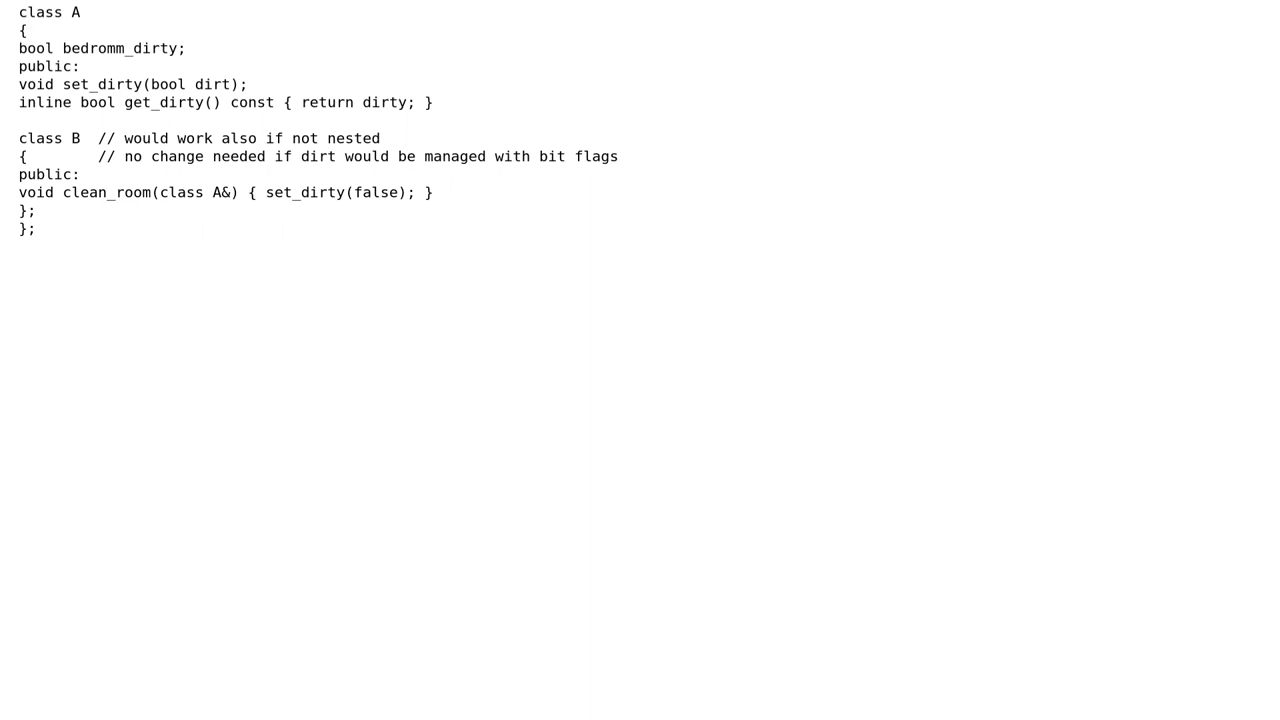 class A
{
bool bedromm_dirty;
public:
void set_dirty(bool dirt);
inline bool get_dirty() const { return dirty; }
class B  // would work also if not nested
{        // no change needed if dirt would be managed with bit flags
public:
void clean_room(class A&) { set_dirty(false); }
};
};